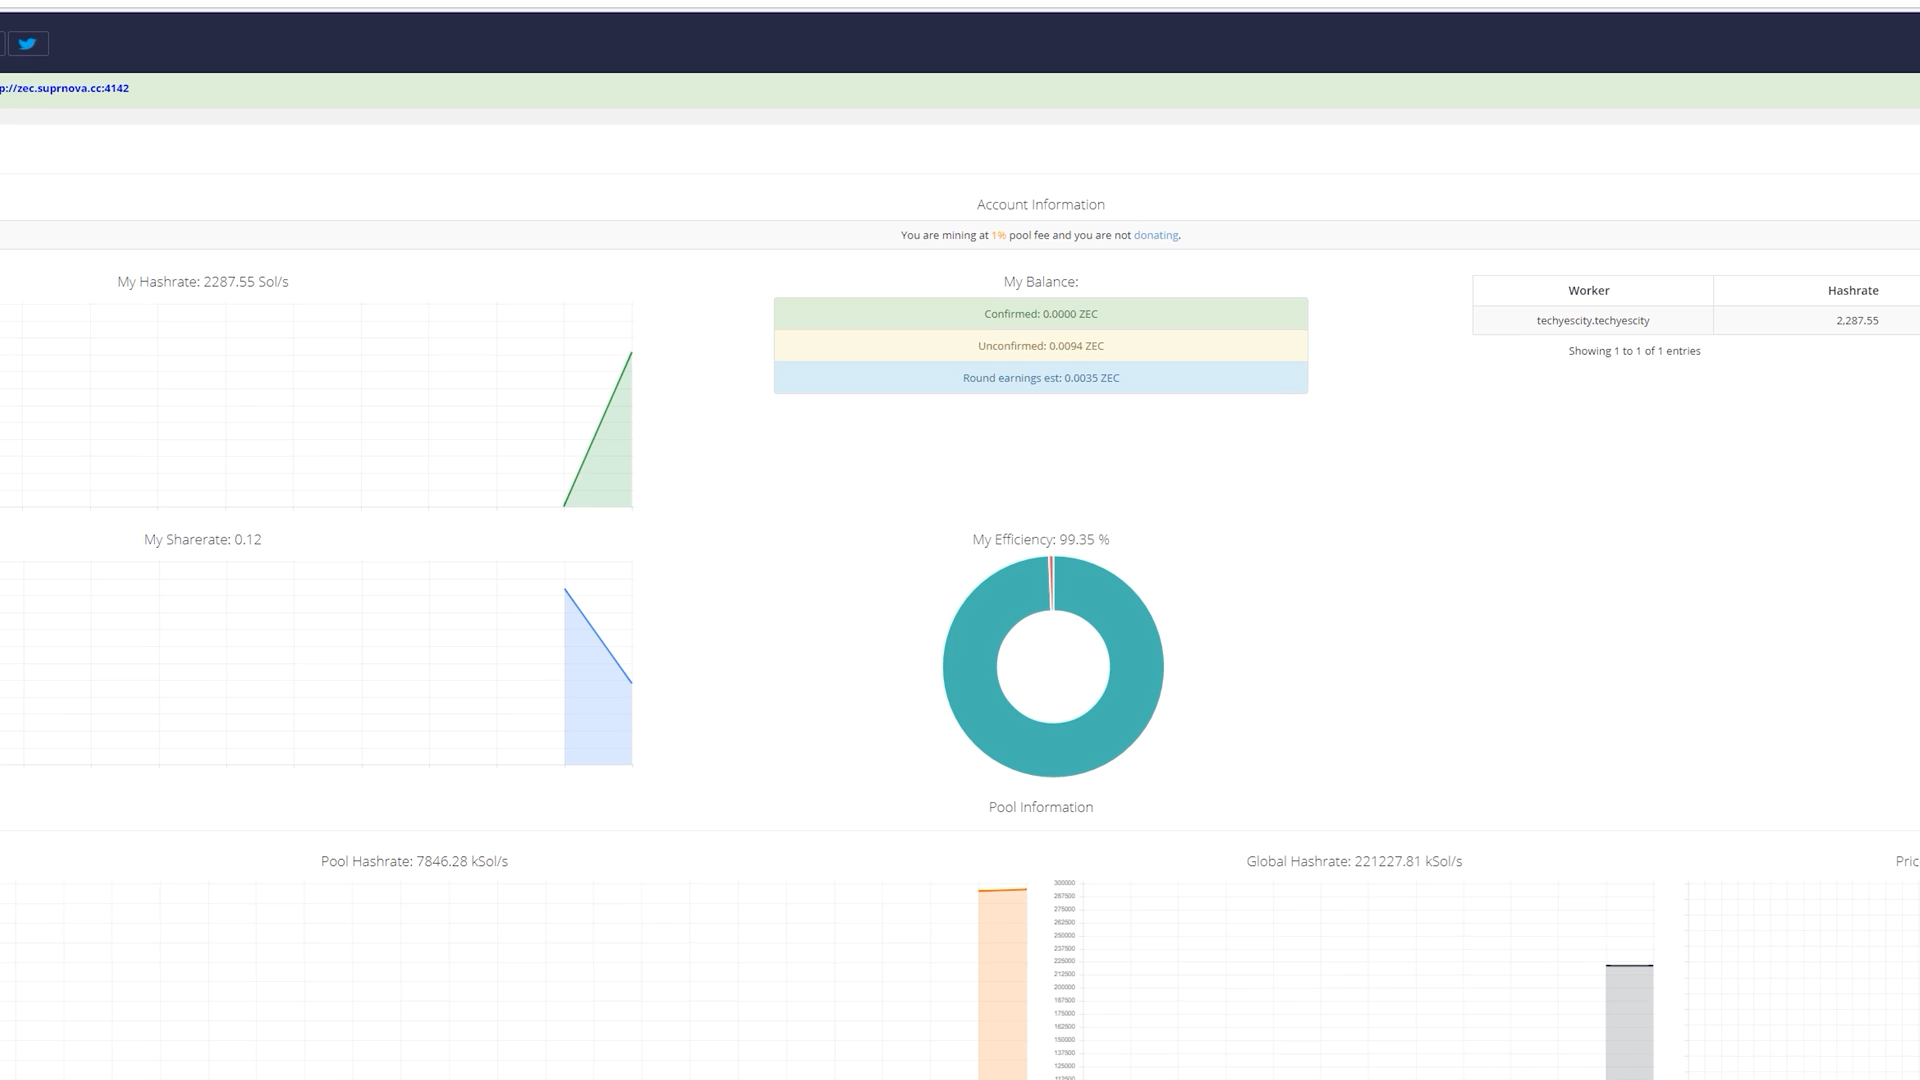 p://zec.suprnova.cc:4142
Account Information
You are mining at 1% pool fee and you are not donating.
My Hashrate: 2287.55 Sol/s
My Balance:
Confirmed: 0.0000 ZEC
Unconfirmed: 0.0094 ZEC
Round earnings est: 0.0035 ZEC
Worker Hashrate
techyescity.techyescity 2,287.55
Showing 1 to 1 of 1 entries
My Sharerate: 0.12
My Efficiency: 99.35 %
Pool Information
Pool Hashrate: 7846.28 kSol/s
Global Hashrate: 221227.81 kSol/s
Pric
300000
287500
275000
262500
250000
237500
225000
212500
200000
187500
175000
162500
150000
137500
125000
112500